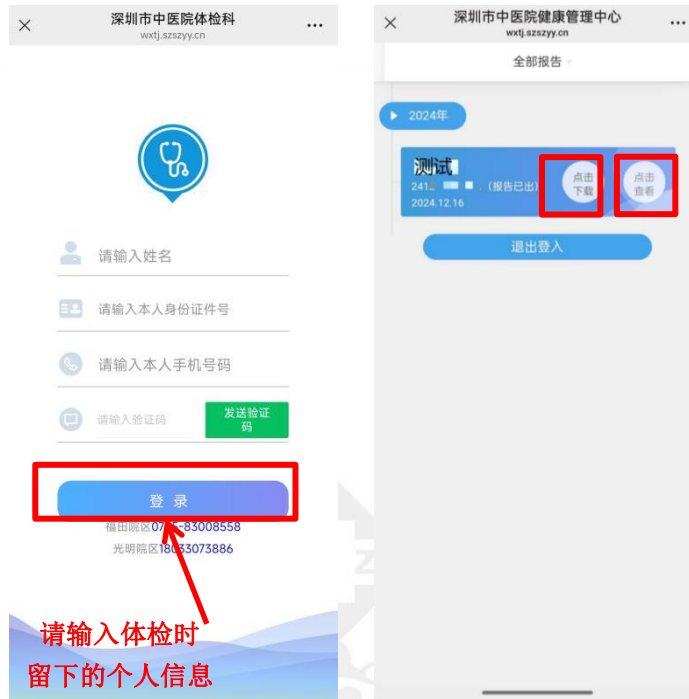 深圳市中医院体检科
wxtj.szszyy.cn
请输入姓名
请输入本人身份证件号
请输入本人手机号码
请输入验证码
发送验证
码
登 录
福田院区0755-83008558
光明院区18033073886
请输入体检时
留下的个人信息
深圳市中医院健康管理中心
wxtj.szszyy.cn
全部报告
2024年
测试
点击
下载
点击
查看
(报告已出)
2024.12.16
退出登入